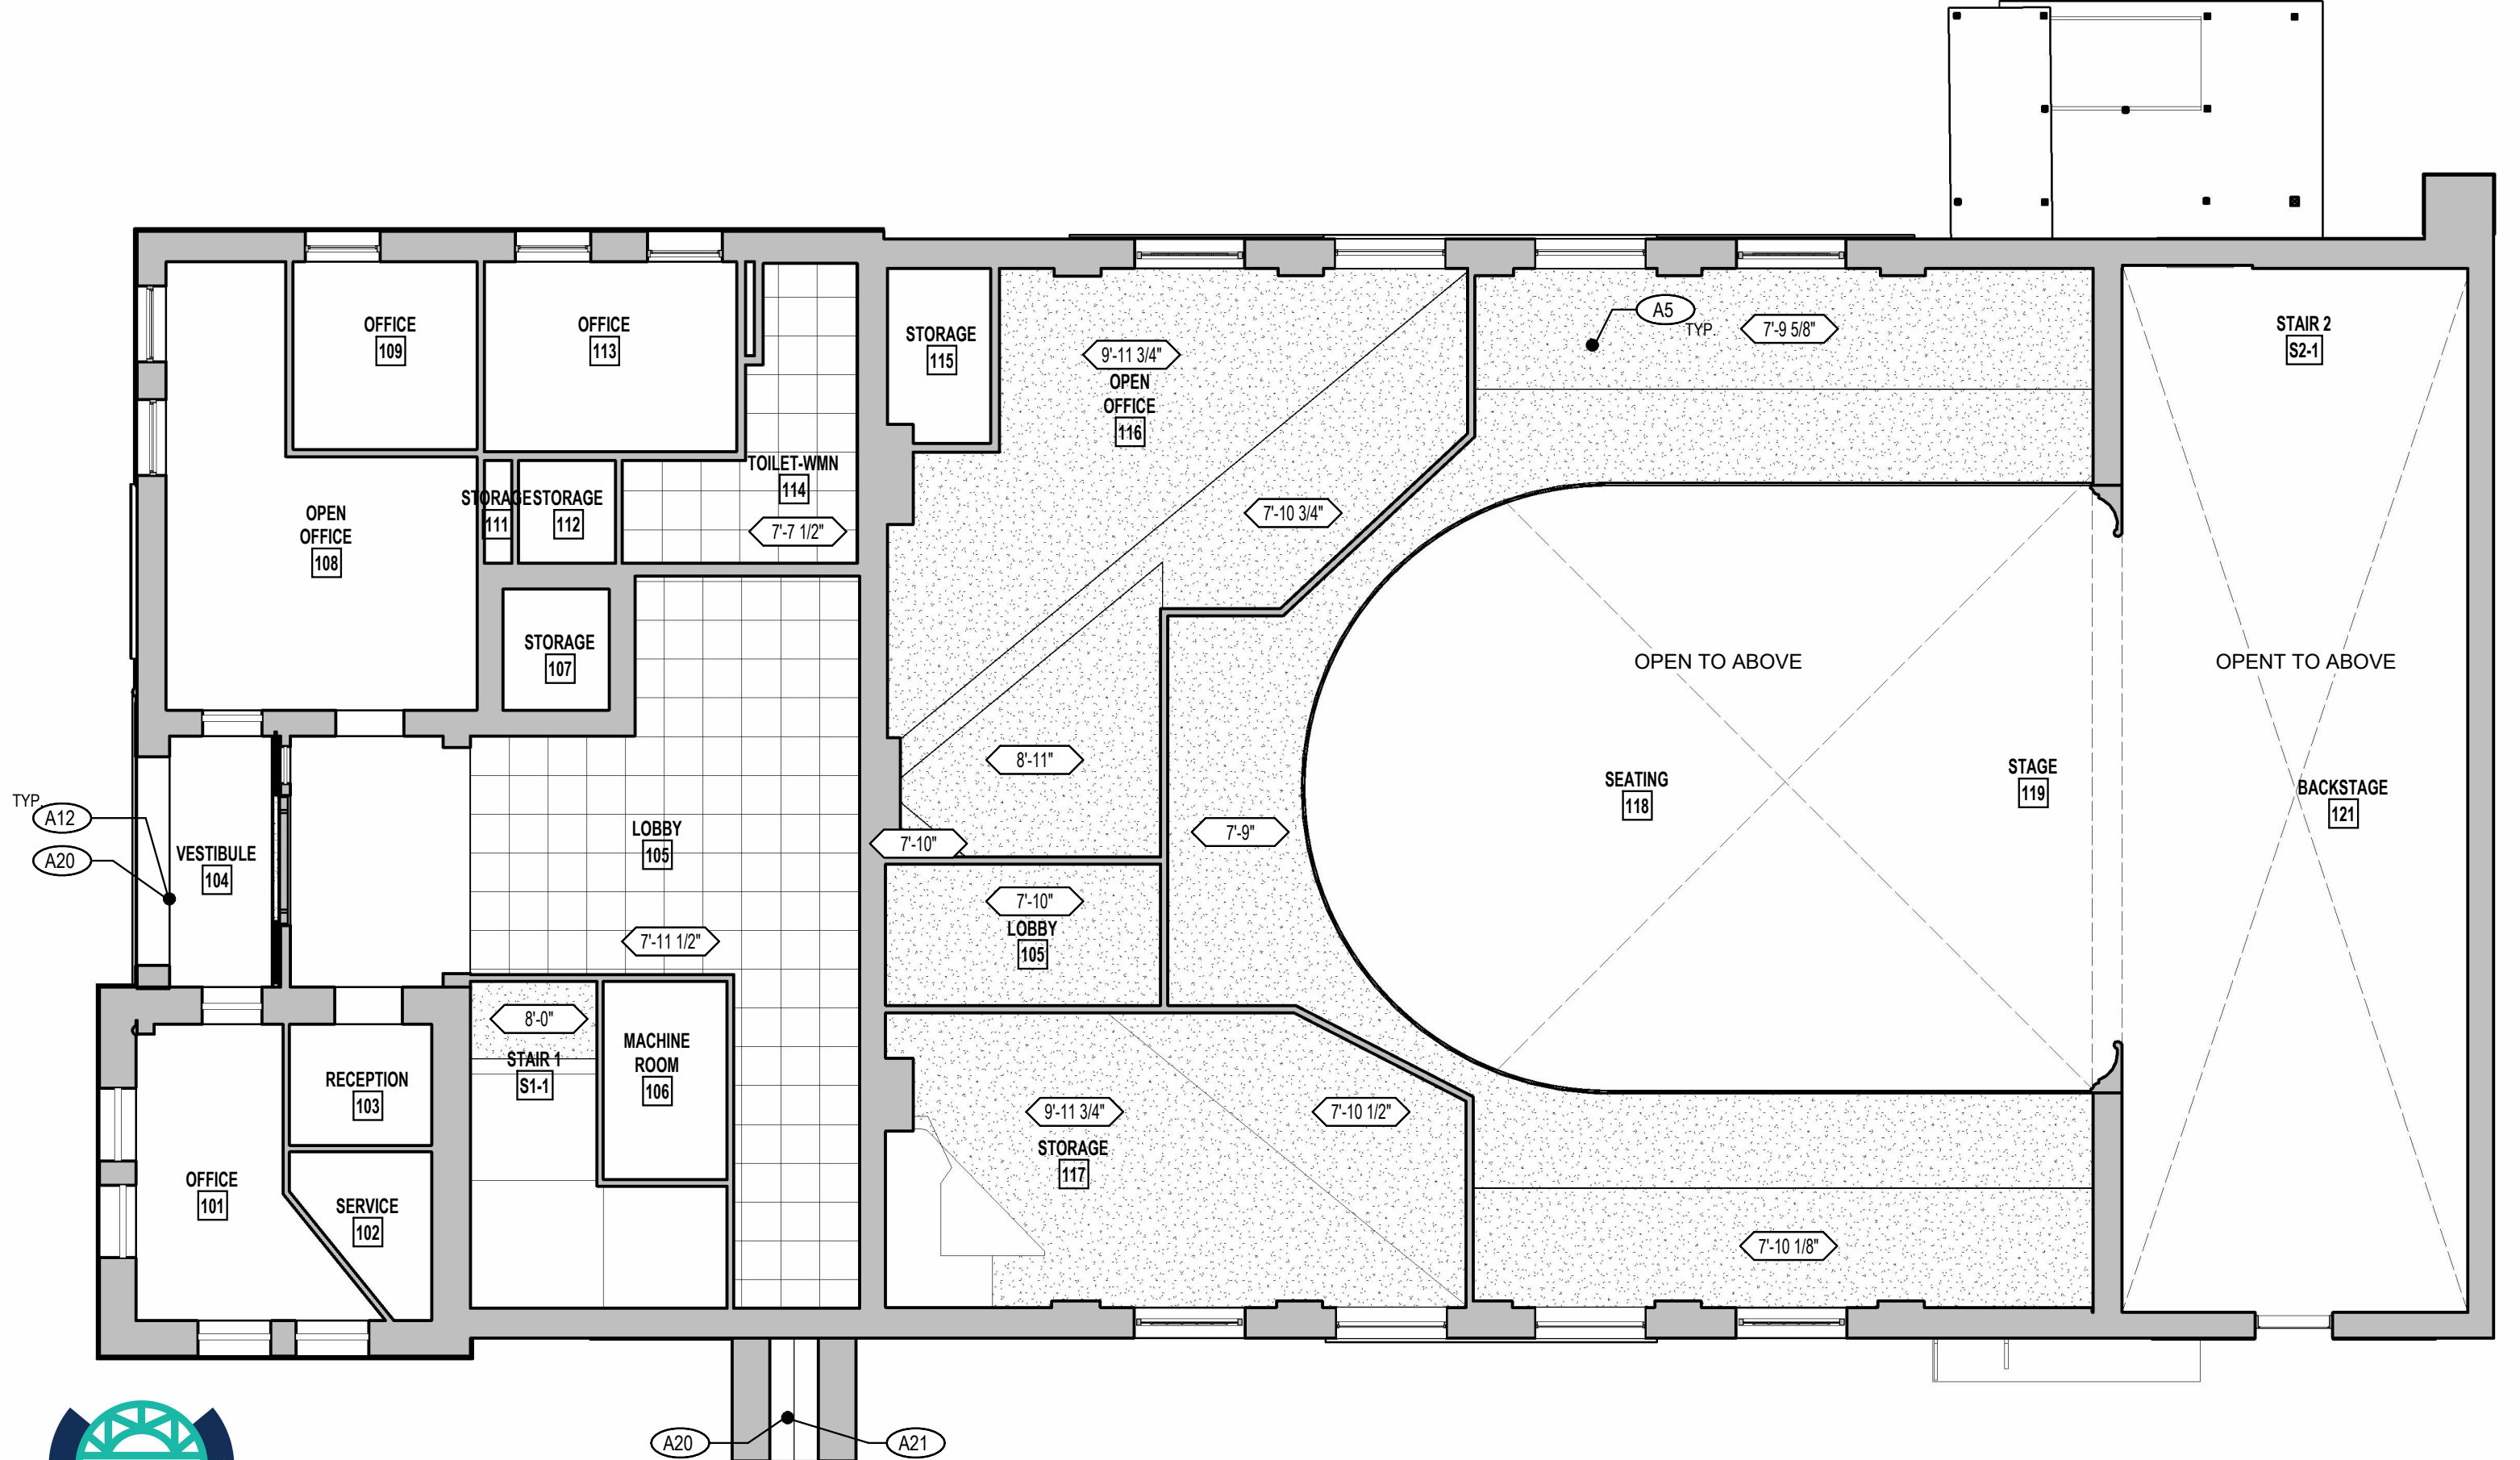 OFFICE
109
OFFICE
113
STORAGE
115
9'-11 3/4"
OPEN
OFFICE
116
A5
TYP.
7'-9 5/8"
STAIR 2
S2-1
TOILET-WMN
114
7'-7 1/2"
STORAGE
111
STORAGE
112
OPEN
OFFICE
108
7'-10 3/4"
STORAGE
107
OPEN TO ABOVE
OPENT TO ABOVE
8'-11"
SEATING
118
STAGE
119
BACKSTAGE
121
TYP.
A12
A20
VESTIBULE
104
LOBBY
105
7'-10"
7'-9"
7'-10"
LOBBY
105
7'-11 1/2"
8'-0"
STAIR 1
S1-1
MACHINE
ROOM
106
RECEPTION
103
9'-11 3/4"
7'-10 1/2"
STORAGE
117
OFFICE
101
SERVICE
102
7'-10 1/8"
A20
A21